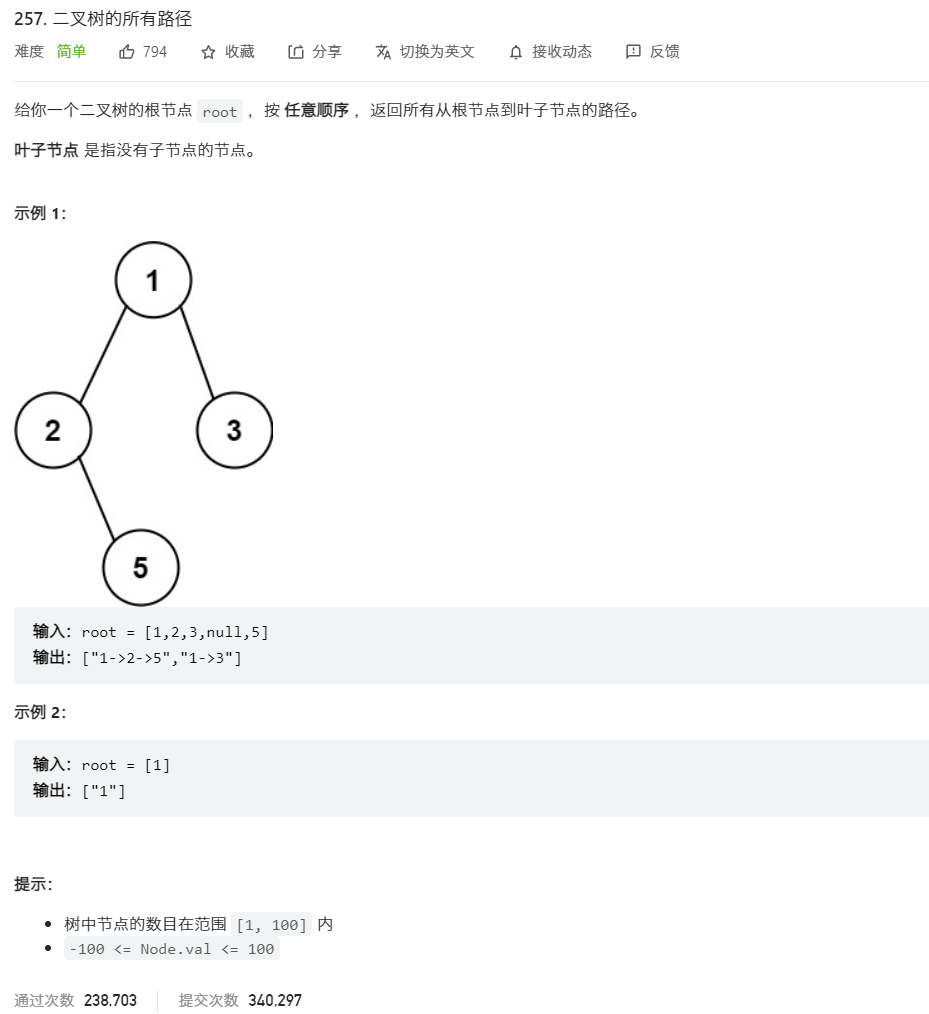 257. 二叉树的所有路径
难度 简单 794 收藏 分享 切换为英文 接收动态 反馈
给你一个二叉树的根节点 root ，按 任意顺序 ，返回所有从根节点到叶子节点的路径。
叶子节点 是指没有子节点的节点。
示例 1：
1
2 3
5
输入：root = [1,2,3,null,5]
输出：["1->2->5","1->3"]
示例 2：
输入：root = [1]
输出：["1"]
提示：
树中节点的数目在范围 [1, 100] 内
-100 <= Node.val <= 100
通过次数 238,703 提交次数 340,297